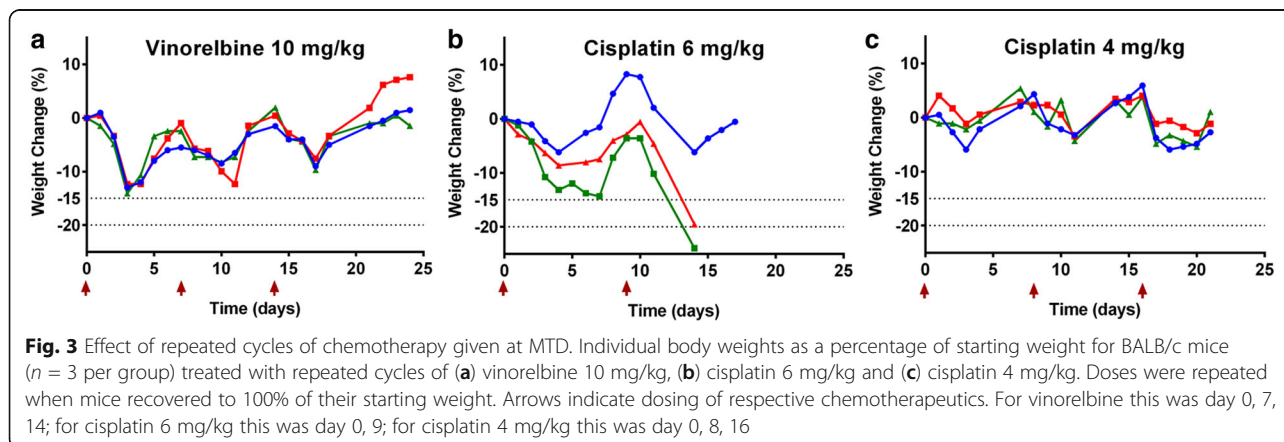 a Vinorelbine 10 mg/kg
b Cisplatin 6 mg/kg
c Cisplatin 4 mg/kg
Weight Change (%)
10
0
-10
-15
-20
0 5 10 15 20 25
Time (days)
Weight Change (%)
10
0
-10
-15
-20
0 5 10 15 20 25
Time (days)
Weight Change (%)
10
0
-10
-15
-20
0 5 10 15 20 25
Time (days)
Fig. 3 Effect of repeated cycles of chemotherapy given at MTD. Individual body weights as a percentage of starting weight for BALB/c mice
(n = 3 per group) treated with repeated cycles of (a) vinorelbine 10 mg/kg, (b) cisplatin 6 mg/kg and (c) cisplatin 4 mg/kg. Doses were repeated
when mice recovered to 100% of their starting weight. Arrows indicate dosing of respective chemotherapeutics. For vinorelbine this was day 0, 7,
14; for cisplatin 6 mg/kg this was day 0, 9; for cisplatin 4 mg/kg this was day 0, 8, 16